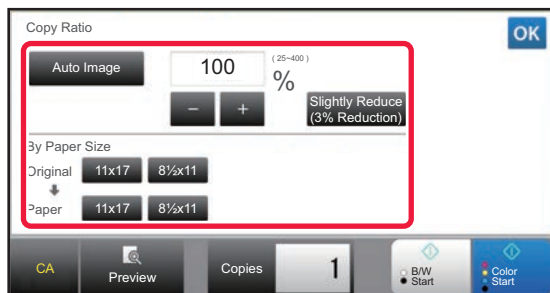 Copy Ratio
OK
Auto Image
100
( 25~400 )
%
− +
Slightly Reduce
(3% Reduction)
By Paper Size
Original 11x17 8½x11
Paper 11x17 8½x11
CA
Preview
Copies
1
B/W
Start
Color
Start